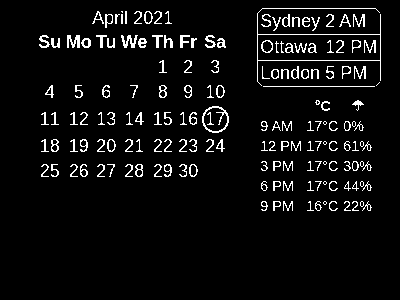 April 2021
Su Mo Tu We Th Fr Sa
1 2 3
4 5 6 7 8 9 10
11 12 13 14 15 16 17
18 19 20 21 22 23 24
25 26 27 28 29 30
Sydney 2 AM
Ottawa 12 PM
London 5 PM
°C ☂
9 AM 17°C 0%
12 PM 17°C 61%
3 PM 17°C 30%
6 PM 17°C 44%
9 PM 16°C 22%